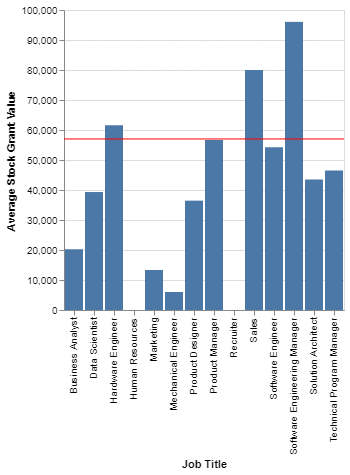 Average Stock Grant Value
100,000
90,000
80,000
70,000
60,000
50,000
40,000
30,000
20,000
10,000
0
Business Analyst
Data Scientist
Hardware Engineer
Human Resources
Marketing
Mechanical Engineer
Product Designer
Product Manager
Recruiter
Sales
Software Engineer
Software Engineering Manager
Solution Architect
Technical Program Manager
Job Title